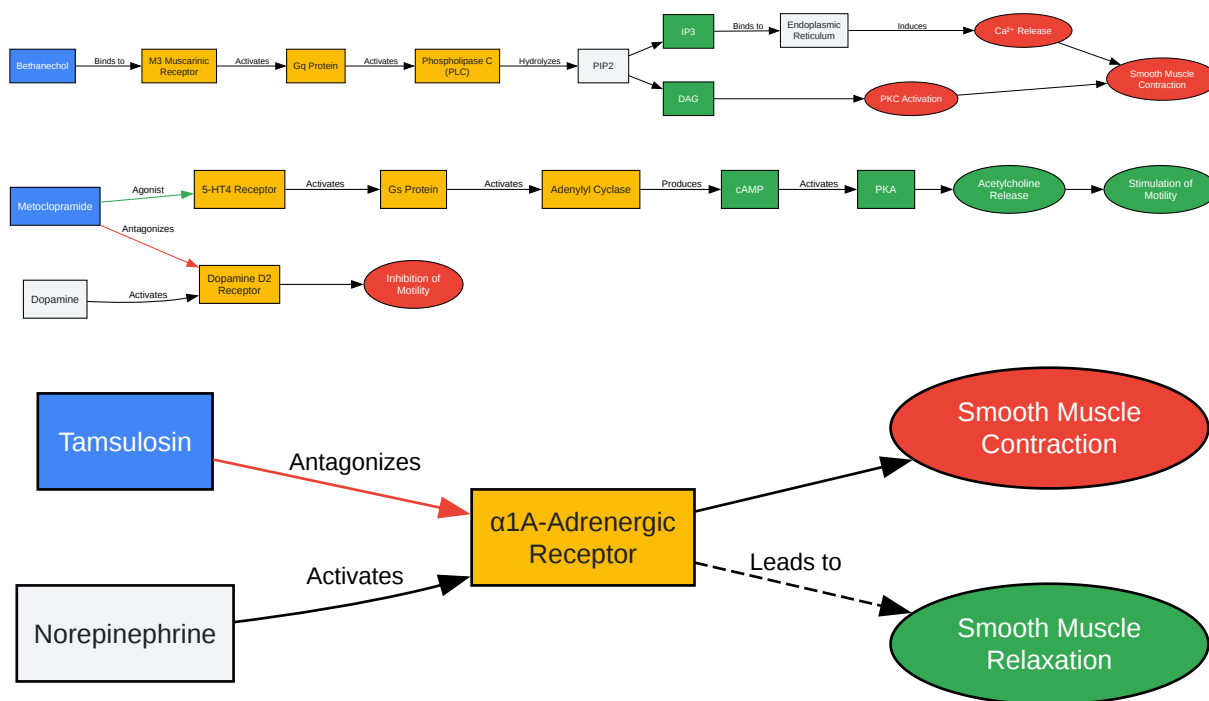 Bethanechol
Binds to
M3 Muscarinic
Receptor
Activates
Gq Protein
Activates
Phospholipase C
(PLC)
Hydrolyzes
PIP2
IP3
Binds to
Endoplasmic
Reticulum
Induces
Ca²⁺ Release
DAG
PKC Activation
Smooth Muscle
Contraction
Metoclopramide
Agonist
5-HT4 Receptor
Activates
Gs Protein
Activates
Adenylyl Cyclase
Produces
cAMP
Activates
PKA
Acetylcholine
Release
Stimulation of
Motility
Antagonizes
Dopamine
Activates
Dopamine D2
Receptor
Inhibition of
Motility
Tamsulosin
Antagonizes
Norepinephrine
Activates
α1A-Adrenergic
Receptor
Smooth Muscle
Contraction
Leads to
Smooth Muscle
Relaxation